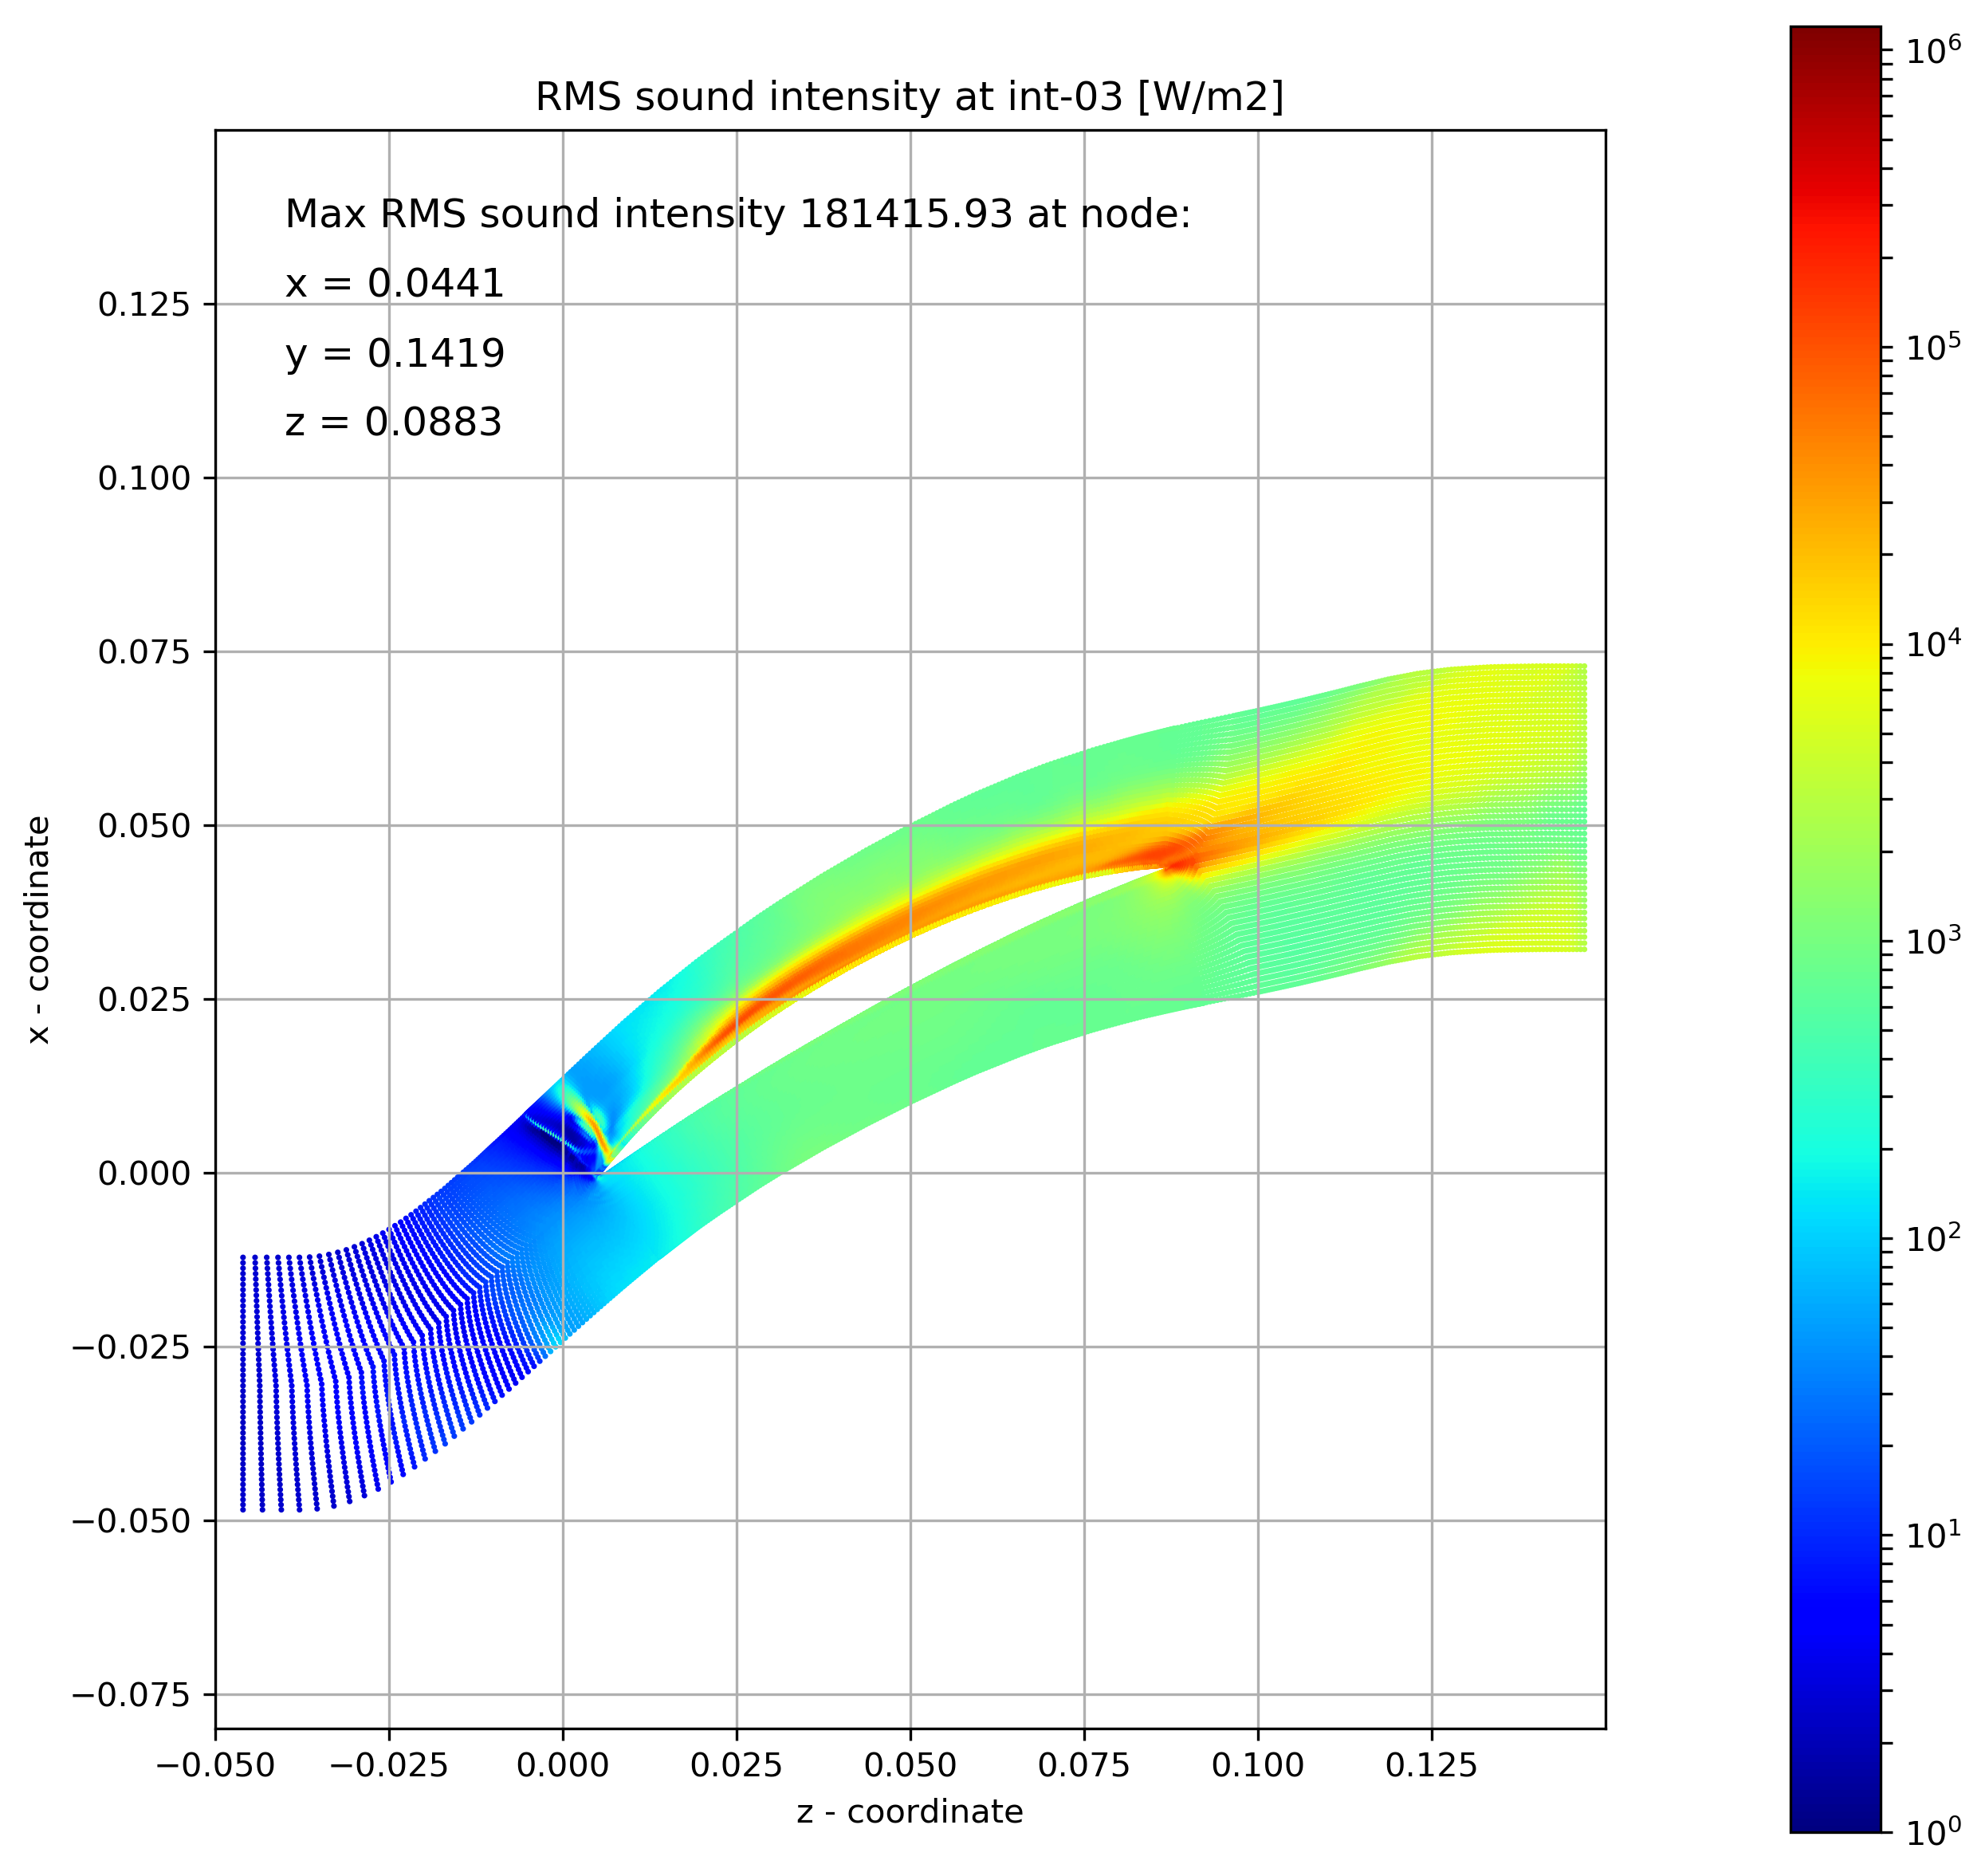 RMS sound intensity at int-03 [W/m2]
Max RMS sound intensity 181415.93 at node:
x = 0.0441
y = 0.1419
z = 0.0883
0.125
0.100
0.075
0.050
0.025
0.000
−0.025
−0.050
−0.075
x - coordinate
−0.050 −0.025 0.000 0.025 0.050 0.075 0.100 0.125
z - coordinate
10⁶
10⁵
10⁴
10³
10²
10¹
10⁰